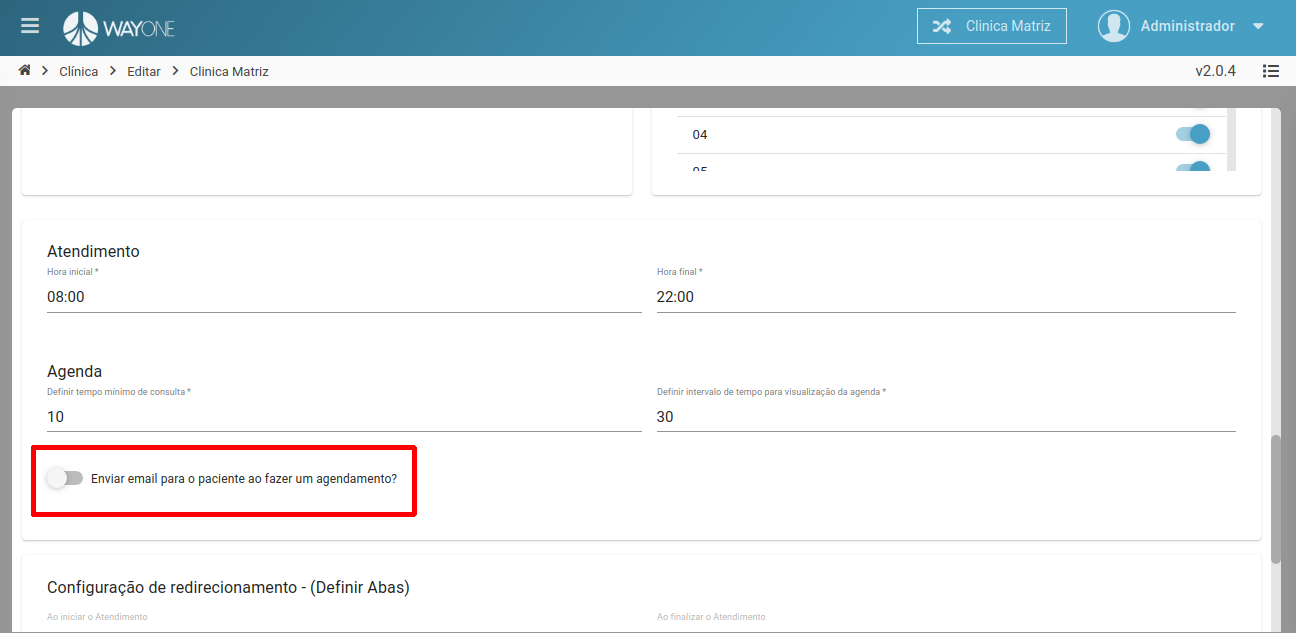 WAYONE
Clinica Matriz
Administrador
Clínica
Editar
Clinica Matriz
v2.0.4
04
05
Atendimento
Hora inicial *
Hora final *
08:00
22:00
Agenda
Definir tempo mínimo de consulta *
Definir intervalo de tempo para visualização da agenda *
10
30
Enviar email para o paciente ao fazer um agendamento?
Configuração de redirecionamento - (Definir Abas)
Ao iniciar o Atendimento
Ao finalizar o Atendimento